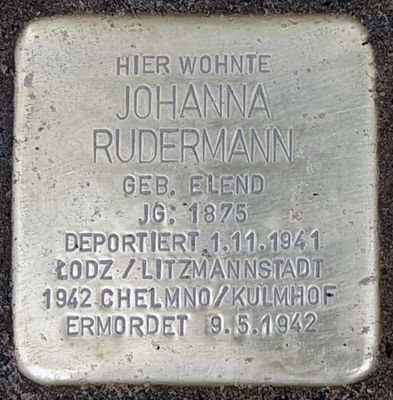 HIER WOHNTE
JOHANNA
RUDERMANN
GEB. ELEND
JG. 1875
DEPORTIERT 1.11.1941
ŁODZ / LITZMANNSTADT
1942 CHELMNO/KULMHOF
ERMORDET 9.5.1942